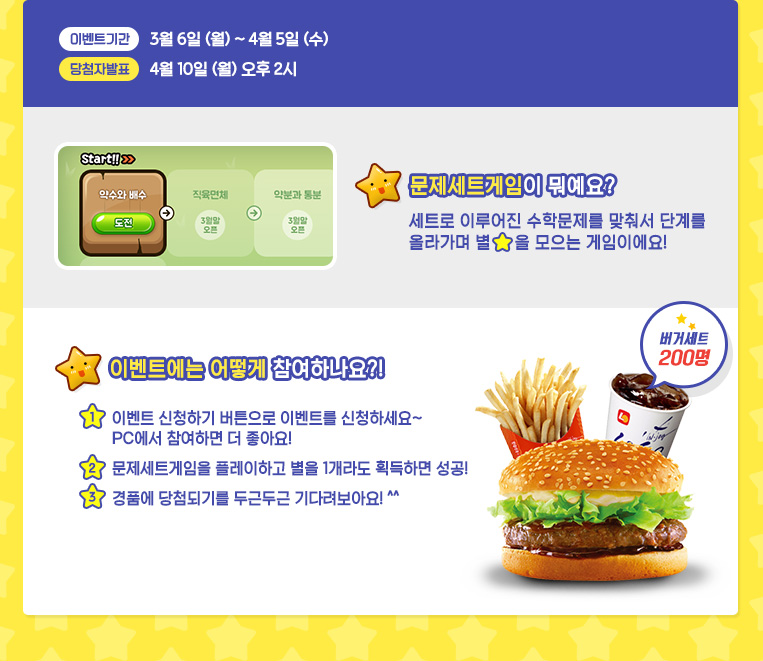 이벤트기간 3월 6일 (월) ~ 4월 5일 (수)
당첨자발표 4월 10일 (월) 오후 2시
Start!!
약수와 배수
도전
직육면체
3월말
오픈
약분과 통분
3월말
오픈
문제세트게임이 뭐예요?
세트로 이루어진 수학문제를 맞춰서 단계를
올라가며 별 을 모으는 게임이에요!
버거세트
200명
이벤트에는 어떻게 참여하나요?!
1 이벤트 신청하기 버튼으로 이벤트를 신청하세요~
PC에서 참여하면 더 좋아요!
2 문제세트게임을 플레이하고 별을 1개라도 획득하면 성공!
3 경품에 당첨되기를 두근두근 기다려보아요! ^^